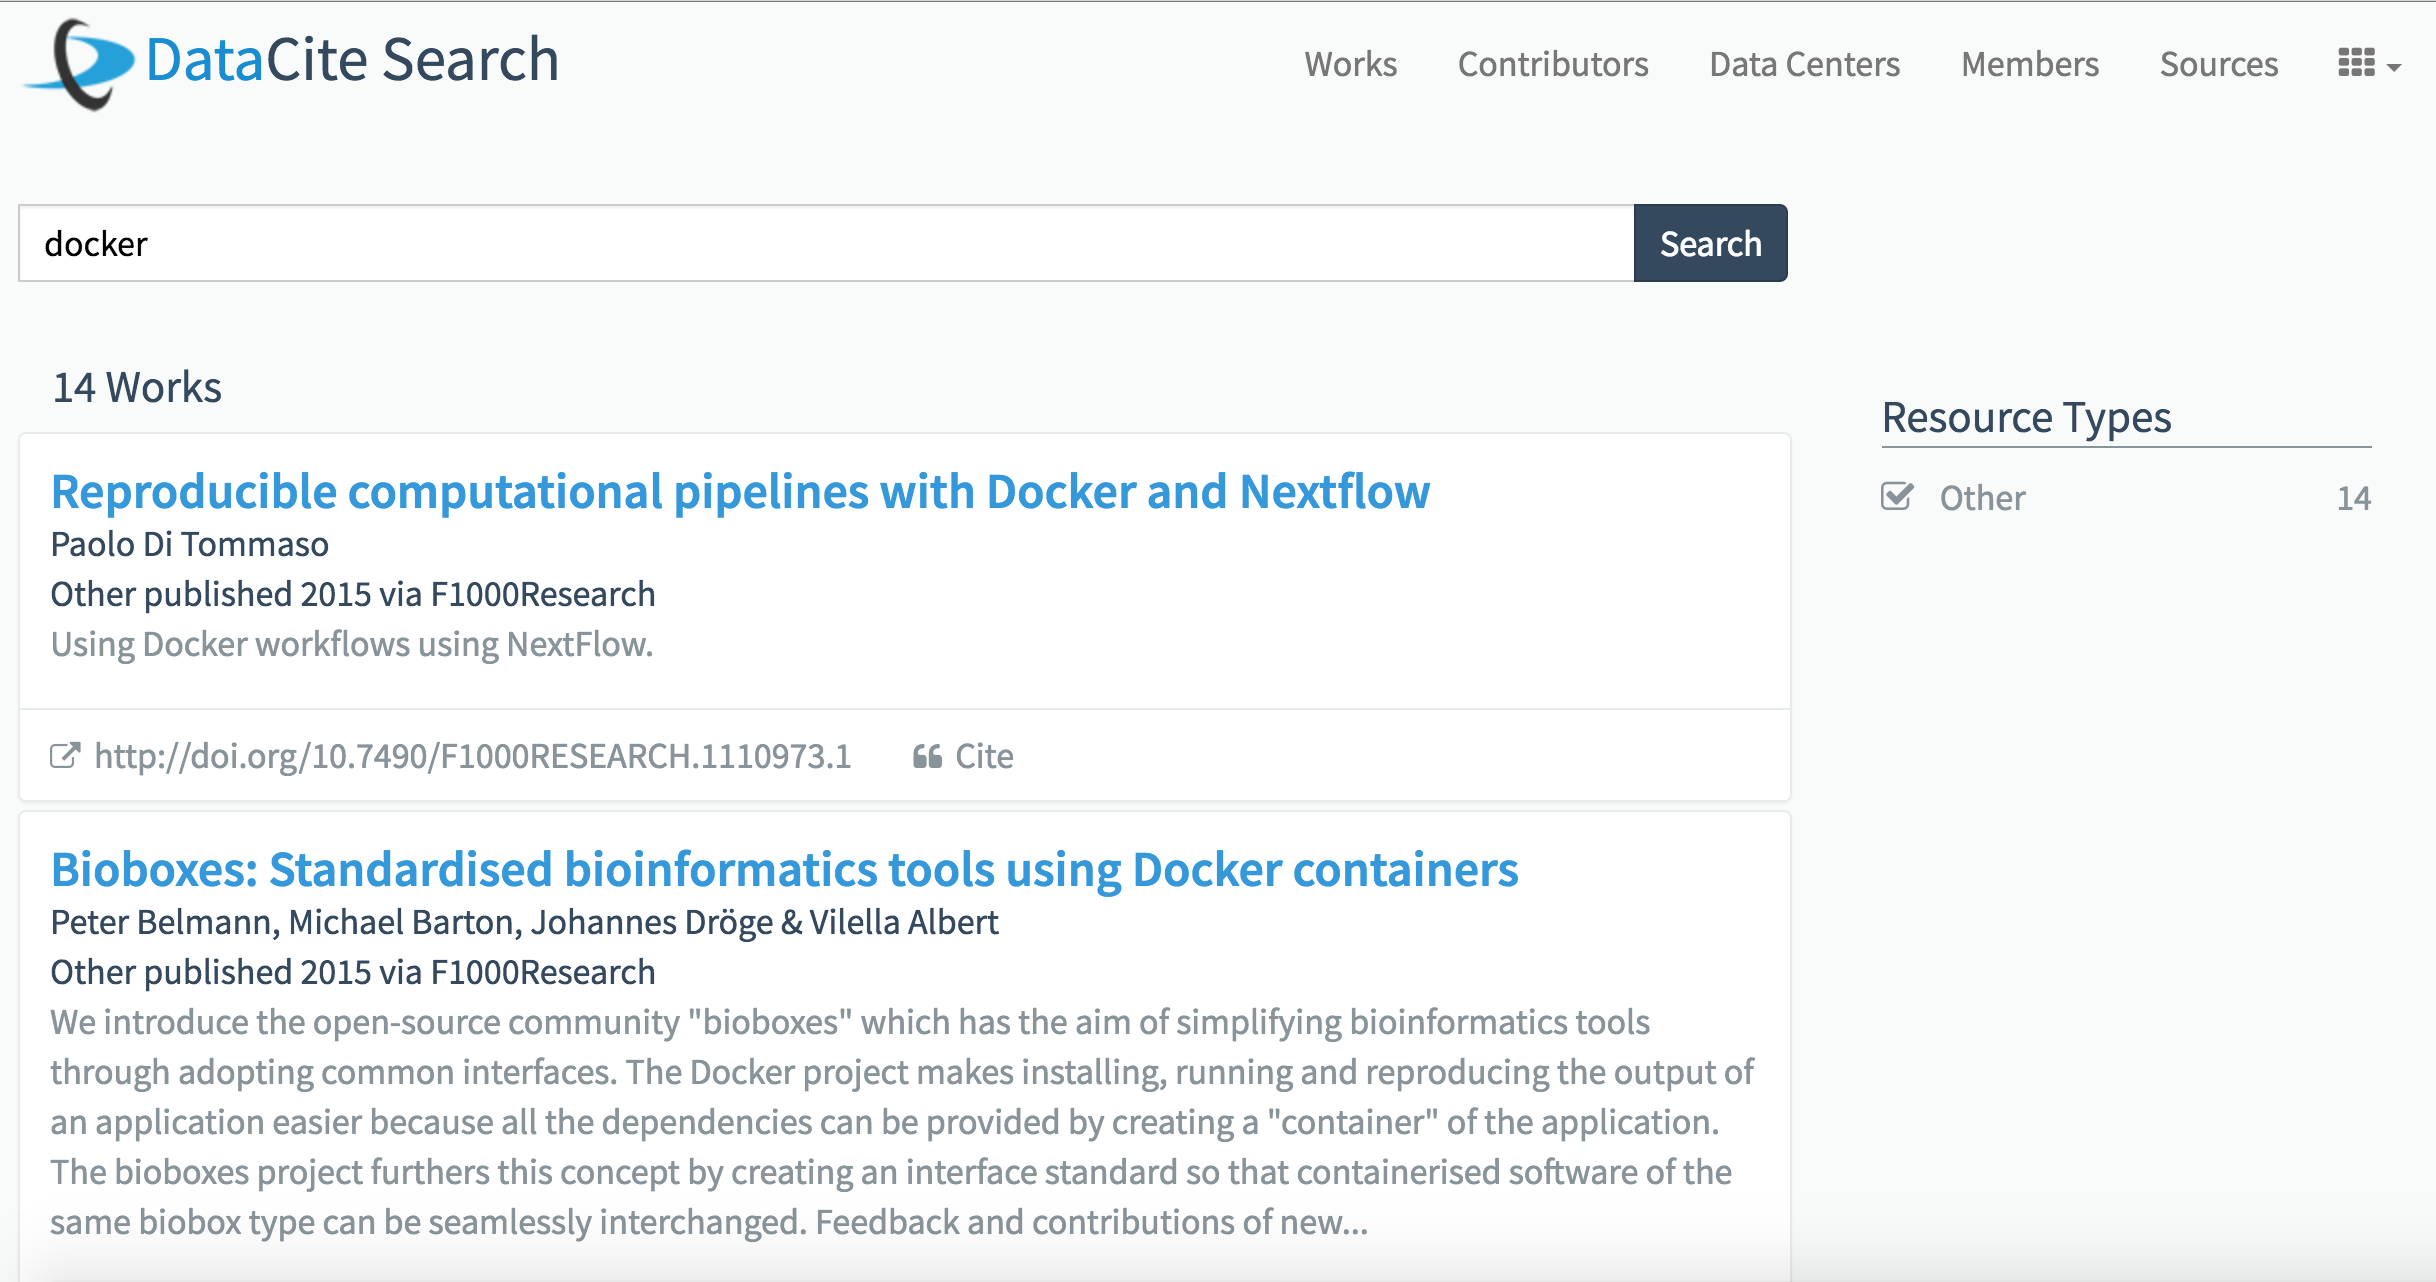 DataCite Search
Works Contributors Data Centers Members Sources
docker
Search
14 Works
Resource Types
Other 14
Reproducible computational pipelines with Docker and Nextflow
Paolo Di Tommaso
Other published 2015 via F1000Research
Using Docker workflows using NextFlow.
http://doi.org/10.7490/F1000RESEARCH.1110973.1 Cite
Bioboxes: Standardised bioinformatics tools using Docker containers
Peter Belmann, Michael Barton, Johannes Dröge & Vilella Albert
Other published 2015 via F1000Research
We introduce the open-source community "bioboxes" which has the aim of simplifying bioinformatics tools
through adopting common interfaces. The Docker project makes installing, running and reproducing the output of
an application easier because all the dependencies can be provided by creating a "container" of the application.
The bioboxes project furthers this concept by creating an interface standard so that containerised software of the
same biobox type can be seamlessly interchanged. Feedback and contributions of new...